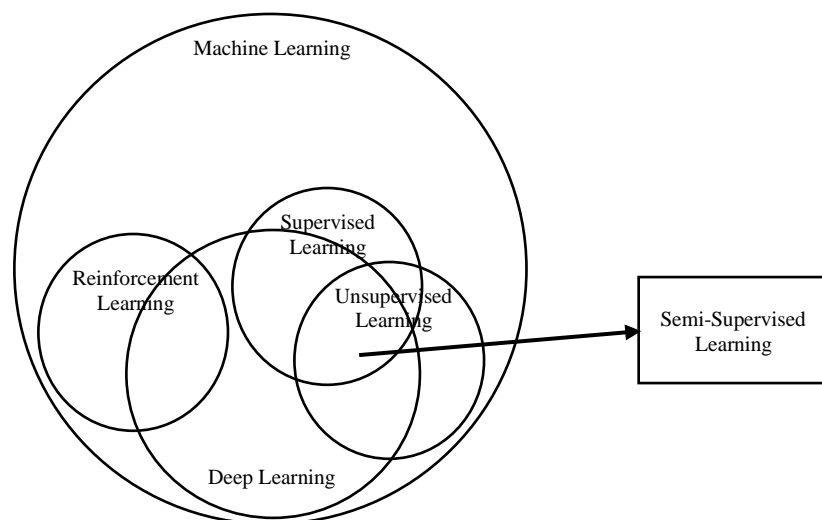 Machine Learning
Supervised
Learning
Reinforcement
Learning
Unsupervised
Learning
Semi-Supervised
Learning
Deep Learning